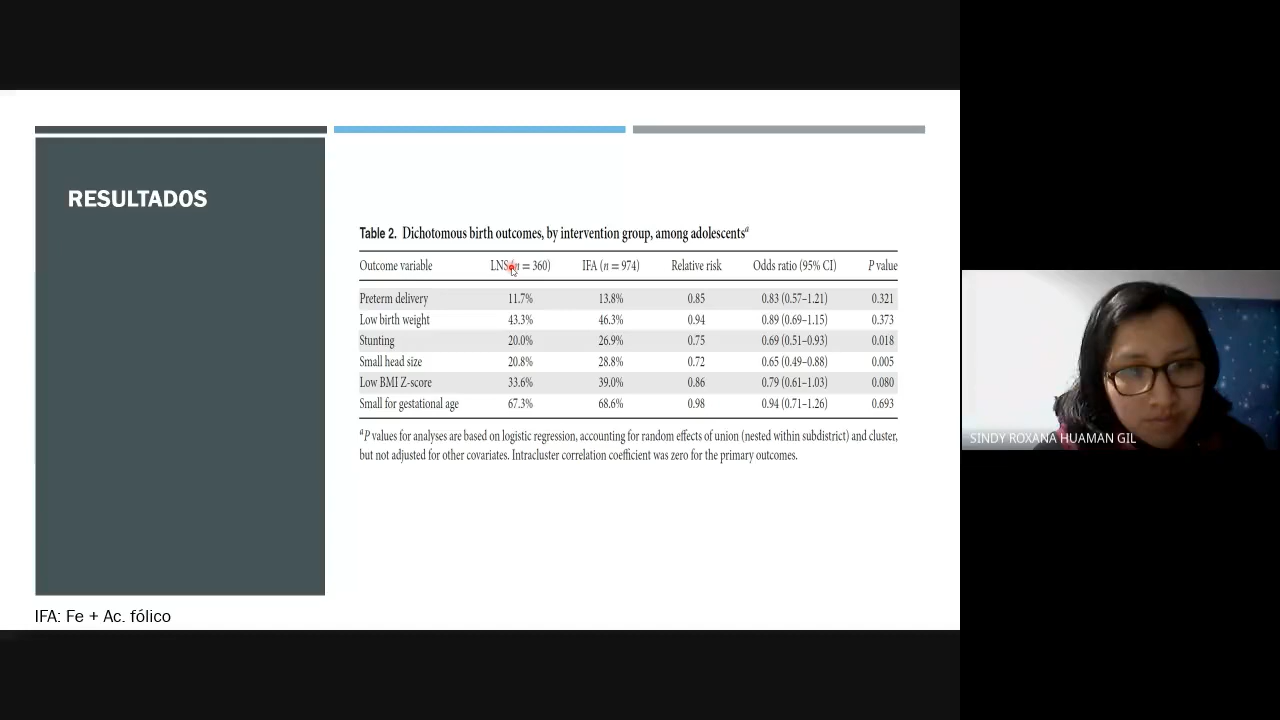 RESULTADOS
Table 2. Dichotomous birth outcomes, by intervention group, among adolescentsᵃ
Outcome variable LNS (n = 360) IFA (n = 974) Relative risk Odds ratio (95% CI) P value
Preterm delivery 11.7% 13.8% 0.85 0.83 (0.57–1.21) 0.321
Low birth weight 43.3% 46.3% 0.94 0.89 (0.69–1.15) 0.373
Stunting 20.0% 26.9% 0.75 0.69 (0.51–0.93) 0.018
Small head size 20.8% 28.8% 0.72 0.65 (0.49–0.88) 0.005
Low BMI Z-score 33.6% 39.0% 0.86 0.79 (0.61–1.03) 0.080
Small for gestational age 67.3% 68.6% 0.98 0.94 (0.71–1.26) 0.693
ᵃP values for analyses are based on logistic regression, accounting for random effects of union (nested within subdistrict) and cluster,
but not adjusted for other covariates. Intracluster correlation coefficient was zero for the primary outcomes.
IFA: Fe + Ac. fólico
SINDY ROXANA HUAMAN GIL